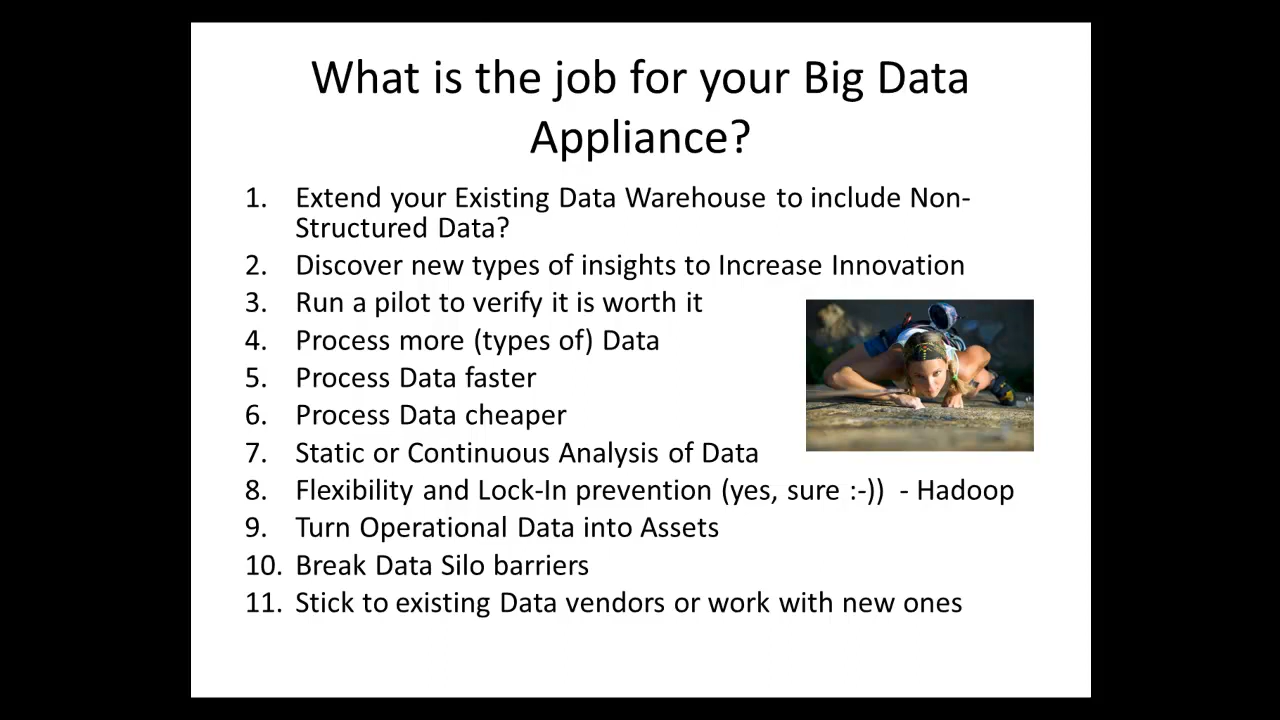 What is the job for your Big Data
Appliance?
1. Extend your Existing Data Warehouse to include Non-
Structured Data?
2. Discover new types of insights to Increase Innovation
3. Run a pilot to verify it is worth it
4. Process more (types of) Data
5. Process Data faster
6. Process Data cheaper
7. Static or Continuous Analysis of Data
8. Flexibility and Lock-In prevention (yes, sure :-)) - Hadoop
9. Turn Operational Data into Assets
10. Break Data Silo barriers
11. Stick to existing Data vendors or work with new ones